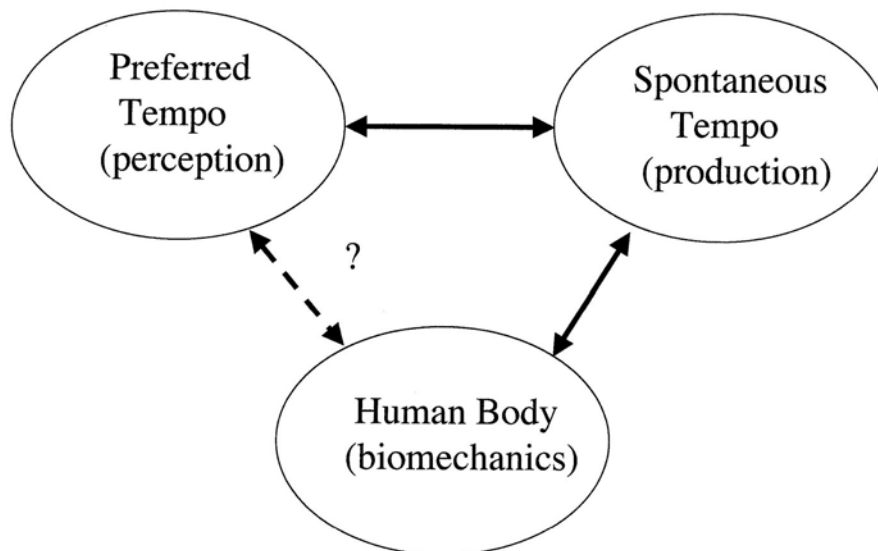 Preferred
Tempo
(perception)
Spontaneous
Tempo
(production)
?
Human Body
(biomechanics)